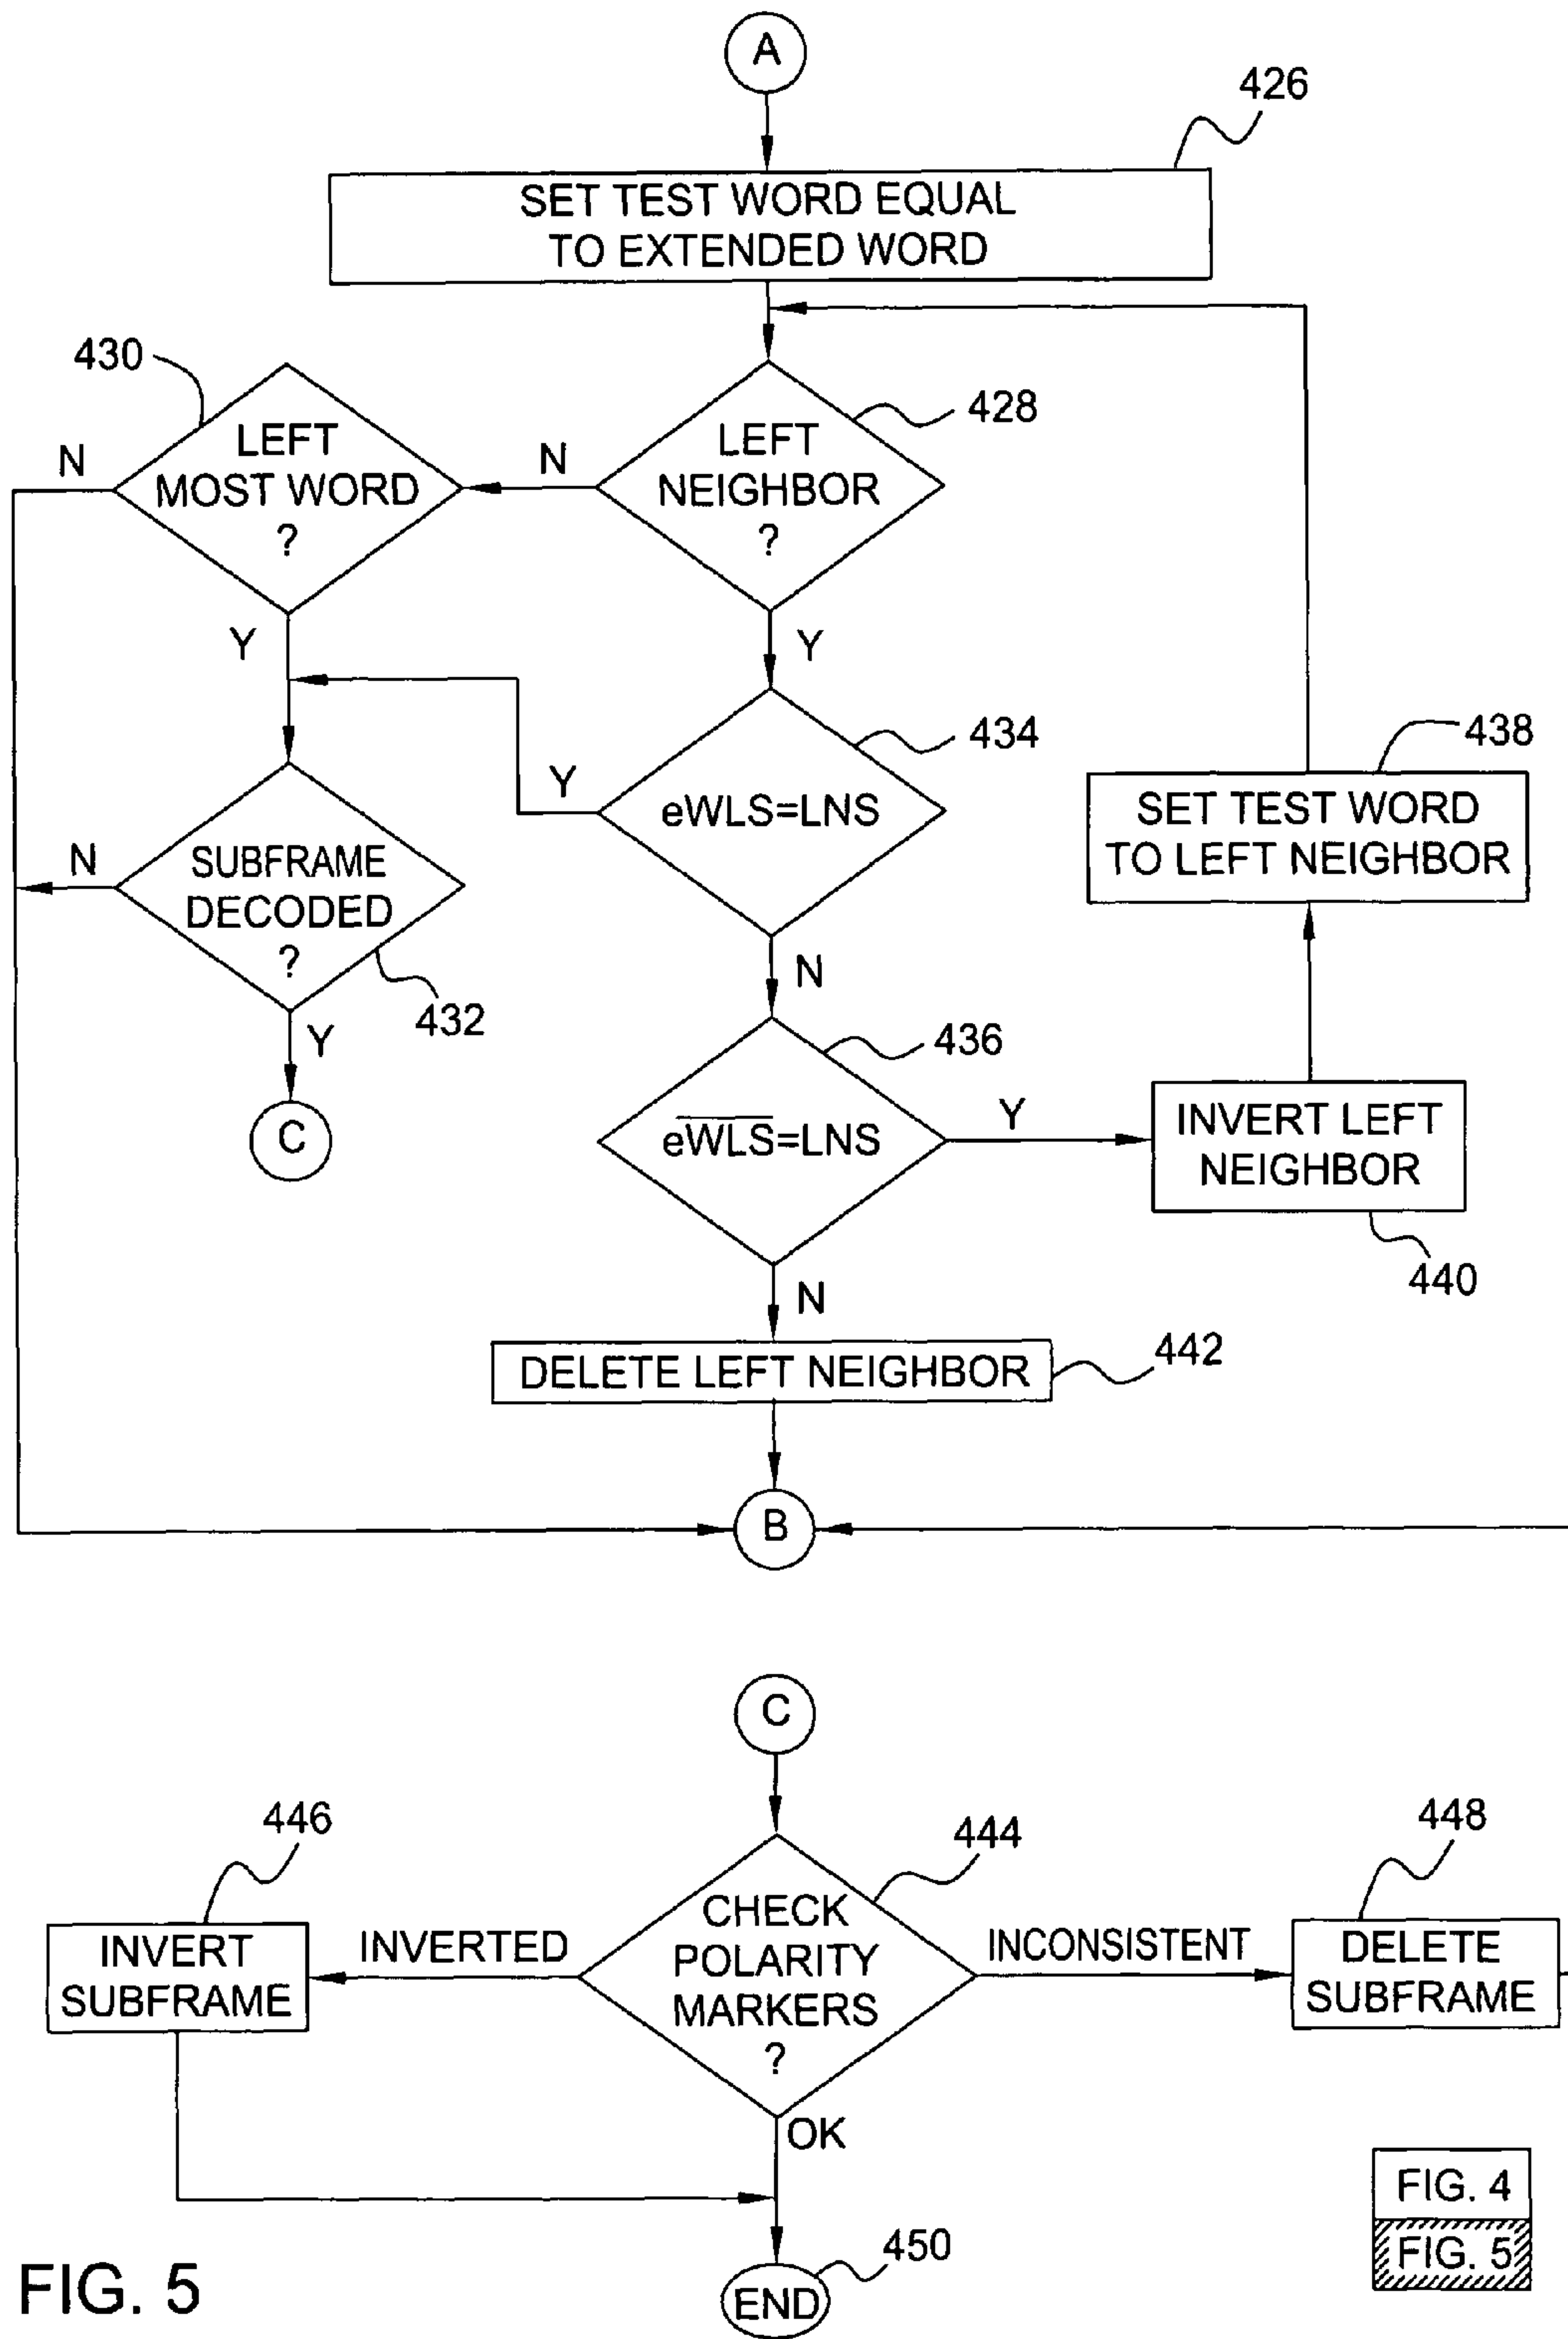 A
426
SET TEST WORD EQUAL
TO EXTENDED WORD
430
LEFT
MOST WORD
?
N
428
LEFT
NEIGHBOR
?
N
Y
Y
434
eWLS=LNS
Y
438
SET TEST WORD
TO LEFT NEIGHBOR
N
SUBFRAME
DECODED
?
432
N
Y
C
436
e̅W̅L̅S̅=LNS
Y
INVERT LEFT
NEIGHBOR
440
N
DELETE LEFT NEIGHBOR
442
B
C
446
444
448
INVERT
SUBFRAME
INVERTED
CHECK
POLARITY
MARKERS
?
INCONSISTENT
DELETE
SUBFRAME
OK
450
END
FIG. 4
FIG. 5
FIG. 5